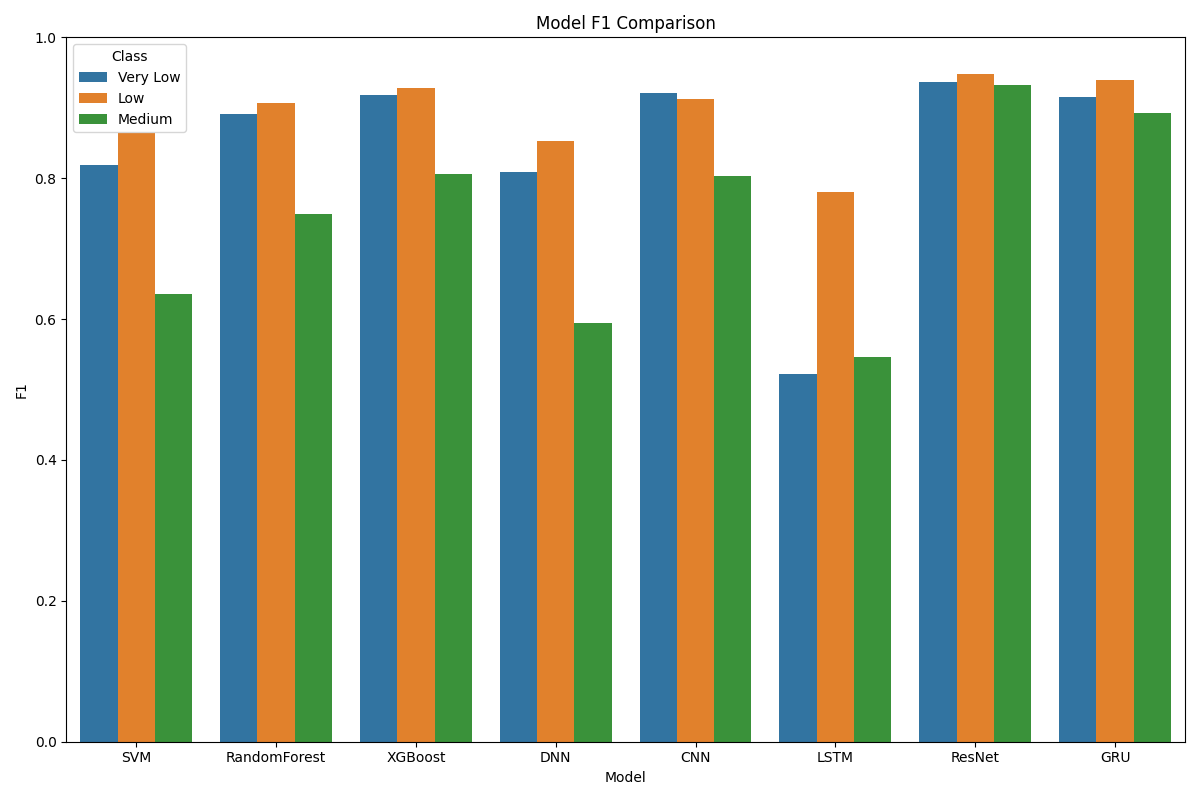 Model F1 Comparison
Class
Very Low
Low
Medium
1.0
0.8
0.6
0.4
0.2
0.0
F1
SVM RandomForest XGBoost DNN CNN LSTM ResNet GRU
Model